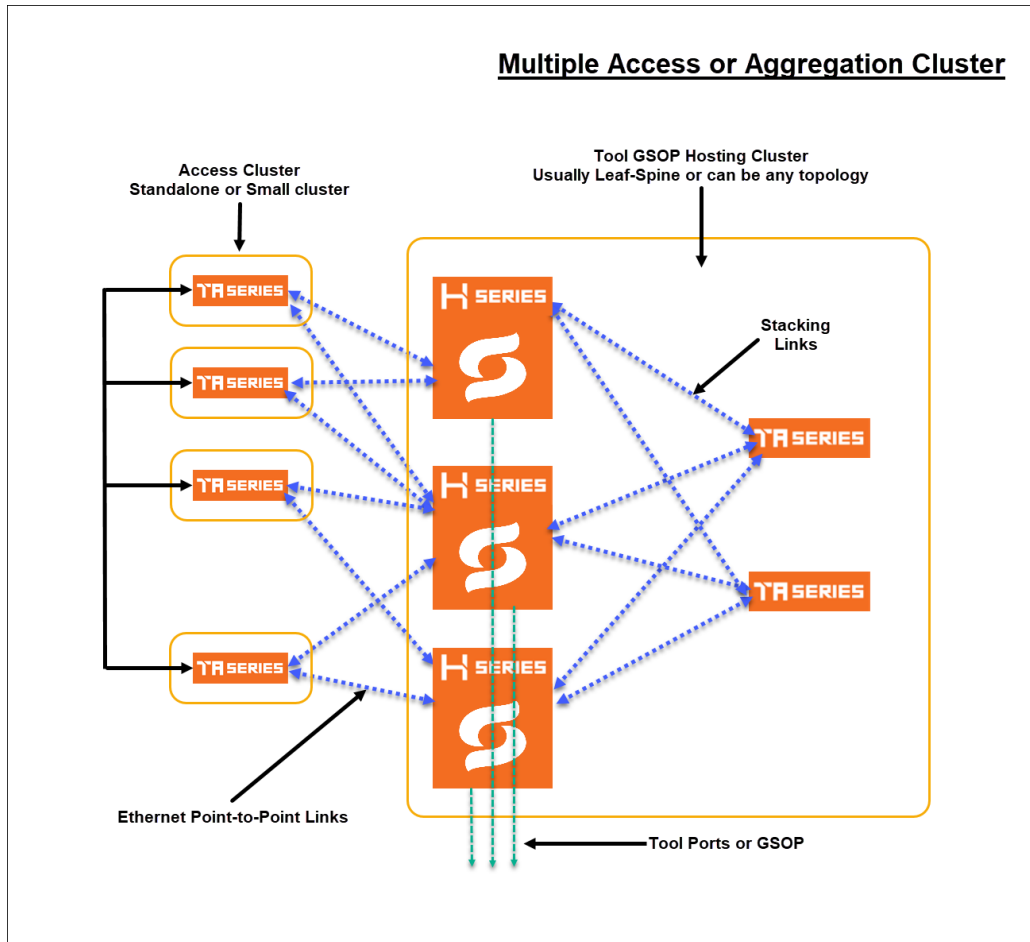 Multiple Access or Aggregation Cluster
Access Cluster
Standalone or Small cluster
Tool GSOP Hosting Cluster
Usually Leaf-Spine or can be any topology
TA SERIES
TA SERIES
TA SERIES
TA SERIES
H SERIES
H SERIES
H SERIES
Stacking
Links
TA SERIES
TA SERIES
Ethernet Point-to-Point Links
Tool Ports or GSOP